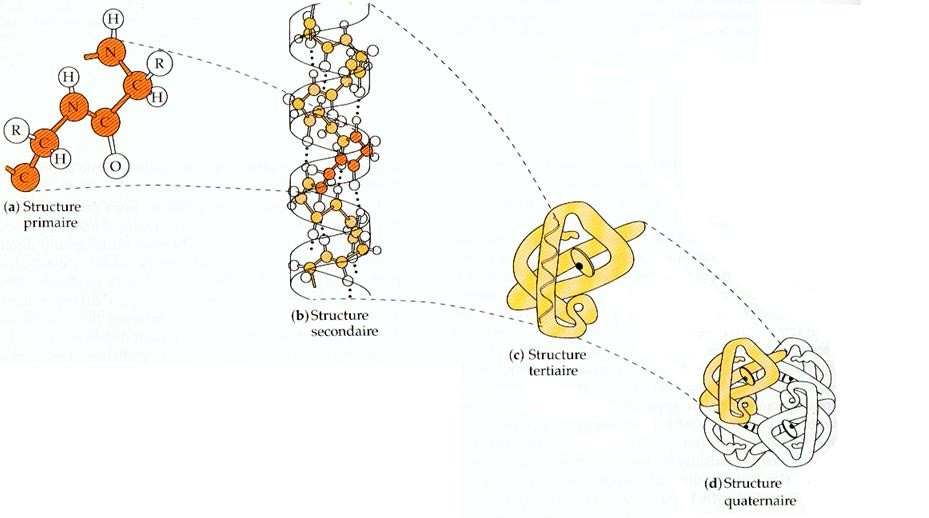 H
N
R
C
H
H
N
C
R
C
H
O
C
(a) Structure
primaire
(b) Structure
secondaire
(c) Structure
tertiaire
(d) Structure
quaternaire